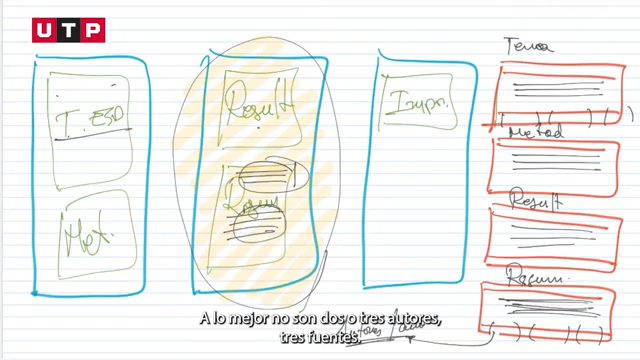 UTP
T. ESP
Met.
Result
Resum
Impr.
Tema
Metod
Result
Resum.
A lo mejor no son dos o tres autores,
tres fuentes.